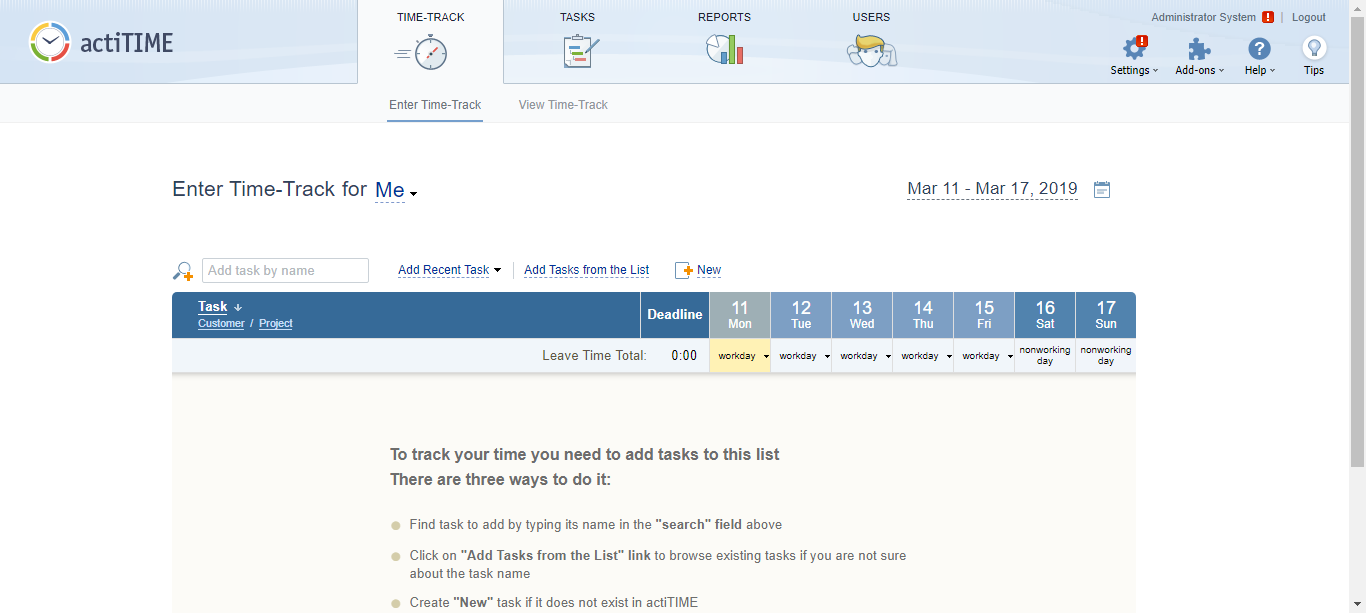 actiTIME
TIME-TRACK
TASKS
REPORTS
USERS
Administrator System ! | Logout
Settings
Add-ons
Help
Tips
Enter Time-Track
View Time-Track
Enter Time-Track for Me
Mar 11 - Mar 17, 2019
Add task by name
Add Recent Task
Add Tasks from the List
New
Task ↓
Customer / Project
Deadline
11
Mon
12
Tue
13
Wed
14
Thu
15
Fri
16
Sat
17
Sun
Leave Time Total: 0:00
workday
workday
workday
workday
workday
nonworking
day
nonworking
day
To track your time you need to add tasks to this list
There are three ways to do it:
Find task to add by typing its name in the "search" field above
Click on "Add Tasks from the List" link to browse existing tasks if you are not sure
about the task name
Create "New" task if it does not exist in actiTIME